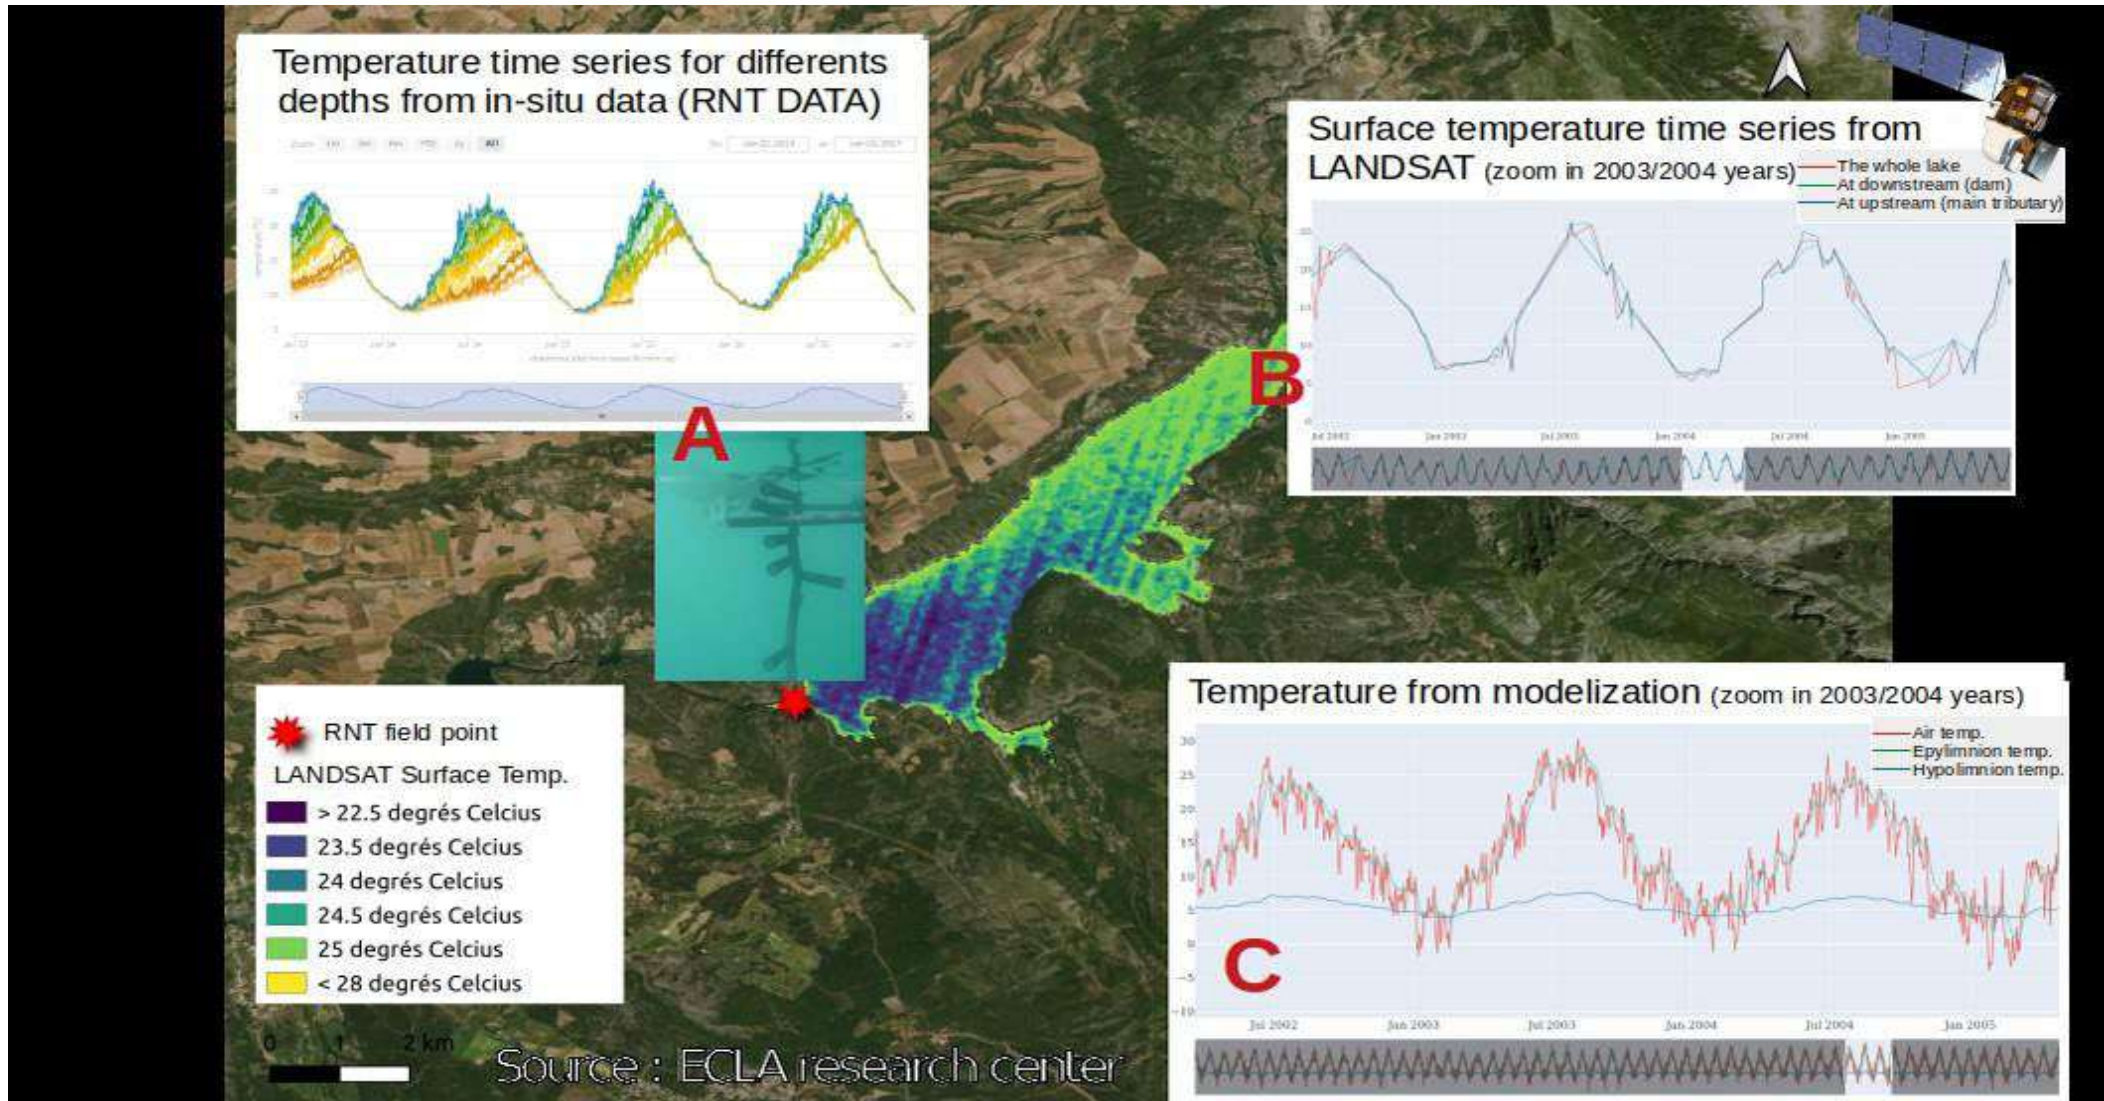 Temperature time series for differents
depths from in-situ data (RNT DATA)
All
A
Surface temperature time series from
LANDSAT (zoom in 2003/2004 years)
The whole lake
At downstream (dam)
At upstream (main tributary)
Jul 2002 Jan 2003 Jul 2003 Jan 2004 Jul 2004 Jan 2005
B
RNT field point
LANDSAT Surface Temp.
> 22.5 degrés Celcius
23.5 degrés Celcius
24 degrés Celcius
24.5 degrés Celcius
25 degrés Celcius
< 28 degrés Celcius
0 1 2 km
Source : ECLA research center
Temperature from modelization (zoom in 2003/2004 years)
Air temp.
Epylimnion temp.
Hypolimnion temp.
30
25
20
15
10
5
0
-5
-10
C
Jul 2002 Jan 2003 Jul 2003 Jan 2004 Jul 2004 Jan 2005